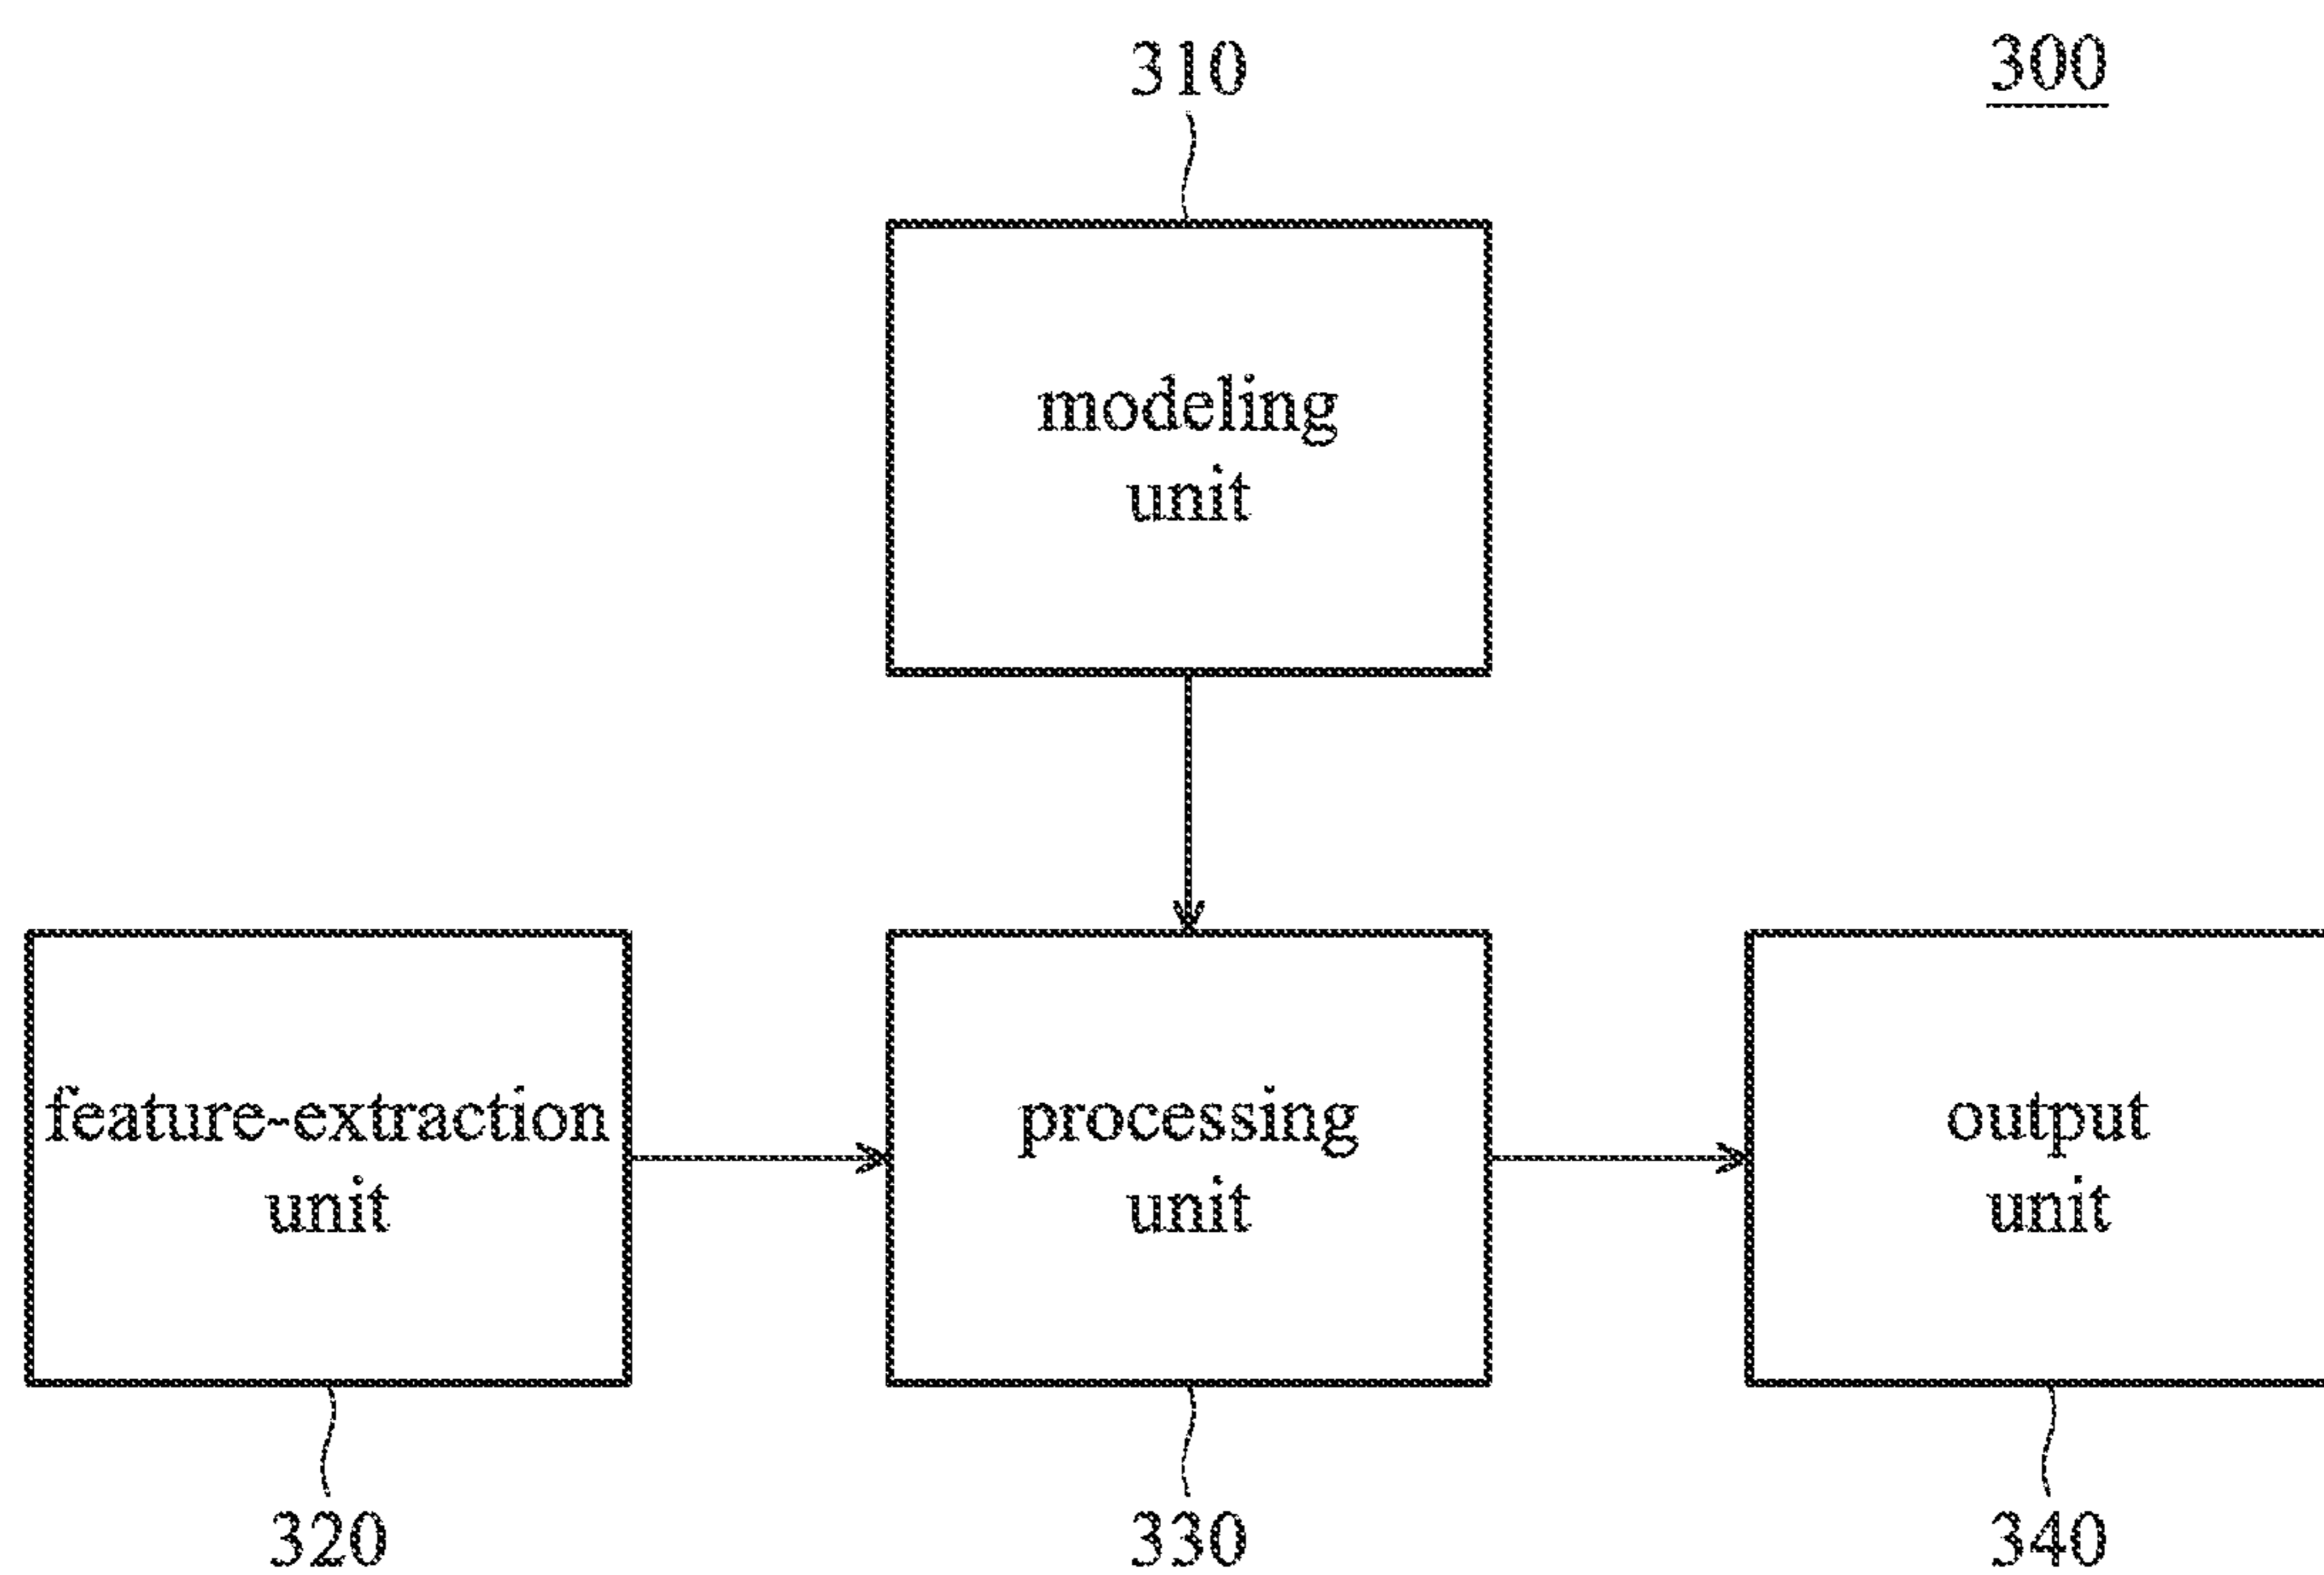 310
300
modeling
unit
feature-extraction
unit
processing
unit
output
unit
320
330
340